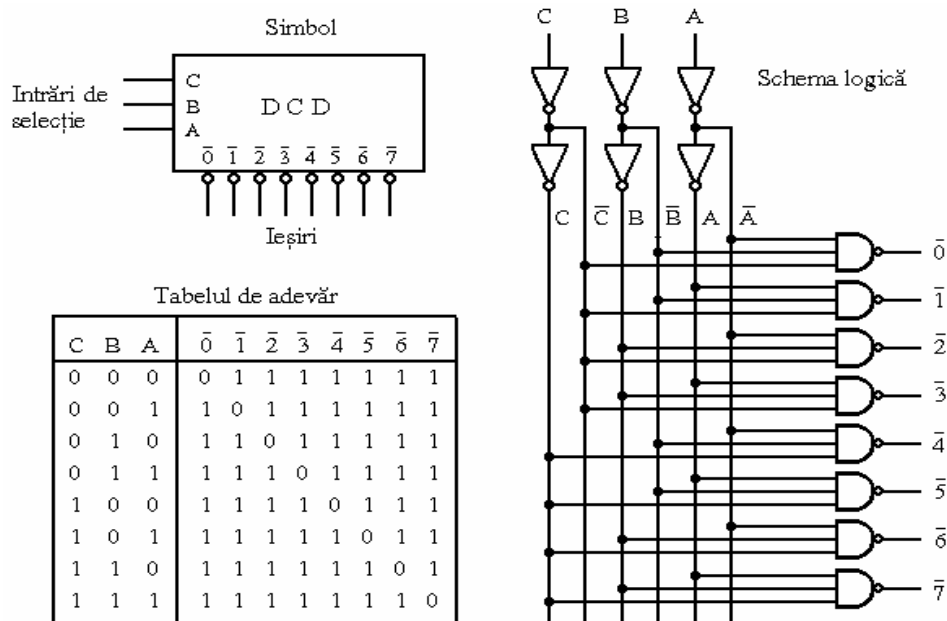 Simbol
Intrări de
selecție
C
B
A
D C D
0̅ 1̅ 2̅ 3̅ 4̅ 5̅ 6̅ 7̅
Ieșiri
Tabelul de adevăr
C B A 0̅ 1̅ 2̅ 3̅ 4̅ 5̅ 6̅ 7̅
0 0 0 0 1 1 1 1 1 1 1
0 0 1 1 0 1 1 1 1 1 1
0 1 0 1 1 0 1 1 1 1 1
0 1 1 1 1 1 0 1 1 1 1
1 0 0 1 1 1 1 0 1 1 1
1 0 1 1 1 1 1 1 0 1 1
1 1 0 1 1 1 1 1 1 0 1
1 1 1 1 1 1 1 1 1 1 0
C B A
Schema logică
C C̅ B B̅ A A̅
0̅
1̅
2̅
3̅
4̅
5̅
6̅
7̅